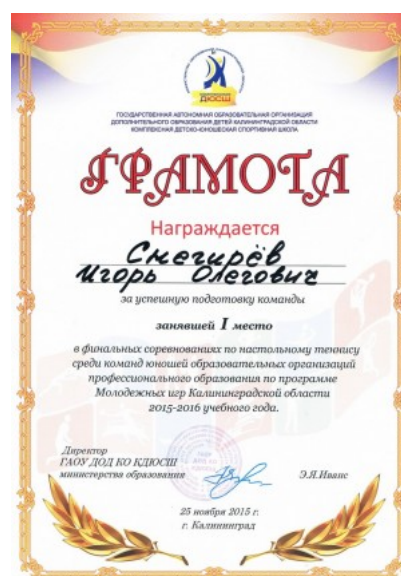 ДЮСШ
ГОСУДАРСТВЕННАЯ АВТОНОМНАЯ ОБРАЗОВАТЕЛЬНАЯ ОРГАНИЗАЦИЯ
ДОПОЛНИТЕЛЬНОГО ОБРАЗОВАНИЯ ДЕТЕЙ КАЛИНИНГРАДСКОЙ ОБЛАСТИ
КОМПЛЕКСНАЯ ДЕТСКО-ЮНОШЕСКАЯ СПОРТИВНАЯ ШКОЛА
ГРАМОТА
Награждается
Снегирёв
Игорь Олегович
за успешную подготовку команды
занявшей I место
в финальных соревнованиях по настольному теннису
среди команд юношей образовательных организаций
профессионального образования по программе
Молодежных игр Калининградской области
2015-2016 учебного года.
Директор
ГАОУ ДОД КО КДЮСШ
министерства образования Э.Я.Иванс
25 ноября 2015 г.
г. Калининград